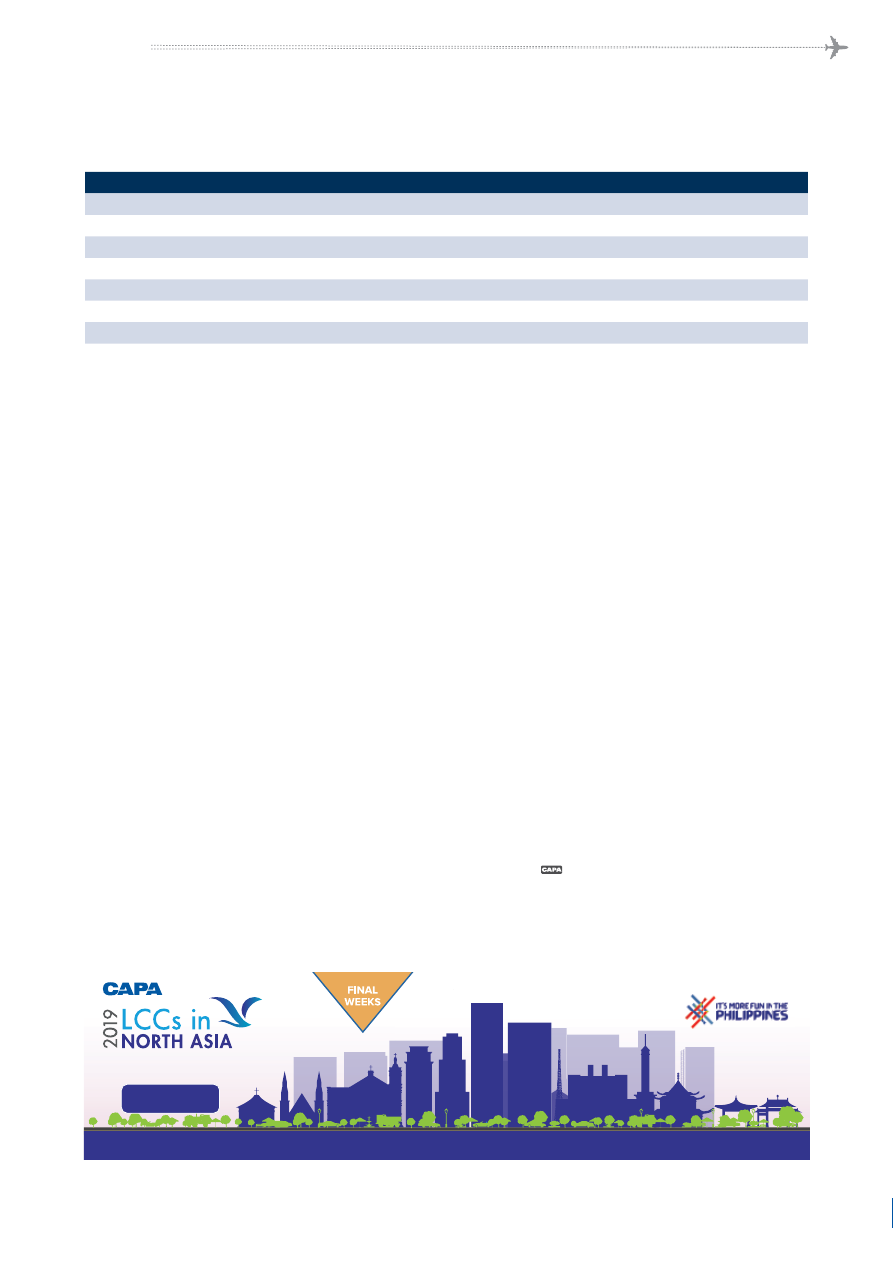 CAPA
CAPA
FINAL
WEEKS
2019
LCCs in
NORTH ASIA
IT'S MORE FUN IN THE
PHILIPPINES